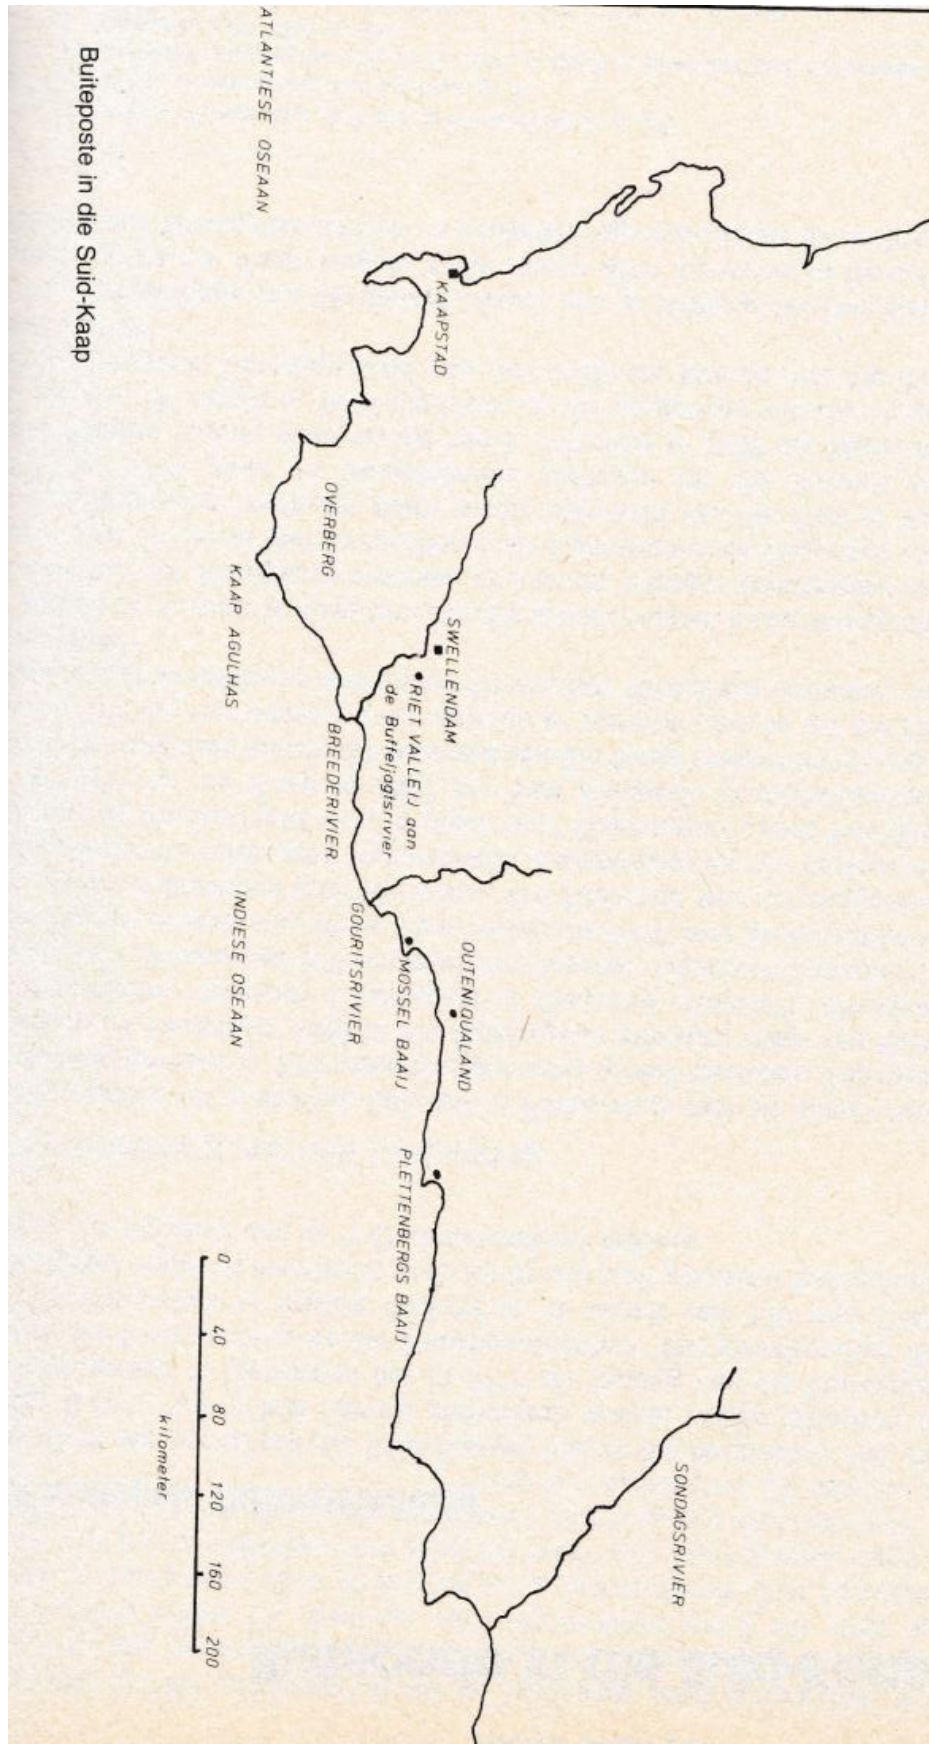 Buiteposte in die Suid-Kaap
ATLANTIESE OSEAAN
KAAPSTAD
OVERBERG
KAAP AGULHAS
SWELLENDAM
RIET VALLEIJ aan
de Buffeljagtsrivier
BREEDERIVIER
INDIESE OSEAAN
GOURITSRIVIER
MOSSEL BAAIJ
OUTENIQUALAND
PLETTENBERGS BAAIJ
SONDAGSRIVIER
0 40 80 120 160 200
kilometer